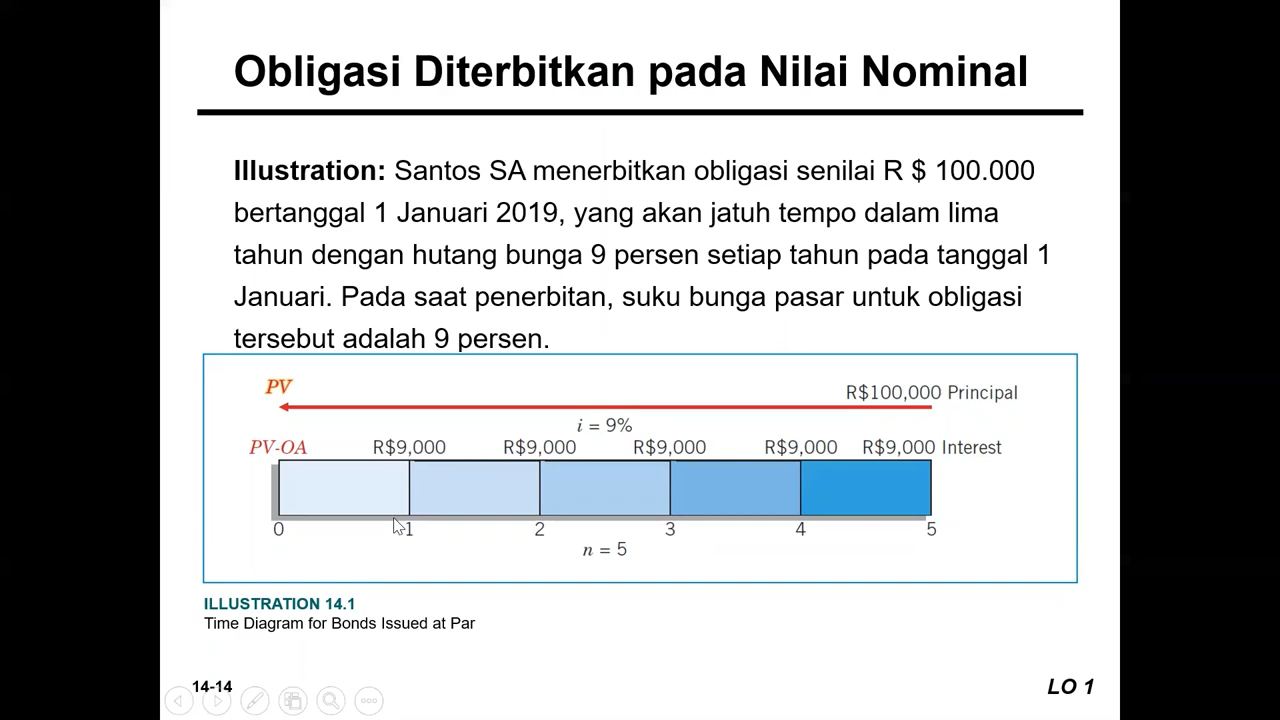 Obligasi Diterbitkan pada Nilai Nominal
Illustration: Santos SA menerbitkan obligasi senilai R $ 100.000
bertanggal 1 Januari 2019, yang akan jatuh tempo dalam lima
tahun dengan hutang bunga 9 persen setiap tahun pada tanggal 1
Januari. Pada saat penerbitan, suku bunga pasar untuk obligasi
tersebut adalah 9 persen.
PV
R$100,000 Principal
i = 9%
PV-OA R$9,000 R$9,000 R$9,000 R$9,000 R$9,000 Interest
0 1 2 3 4 5
n = 5
ILLUSTRATION 14.1
Time Diagram for Bonds Issued at Par
14-14
LO 1